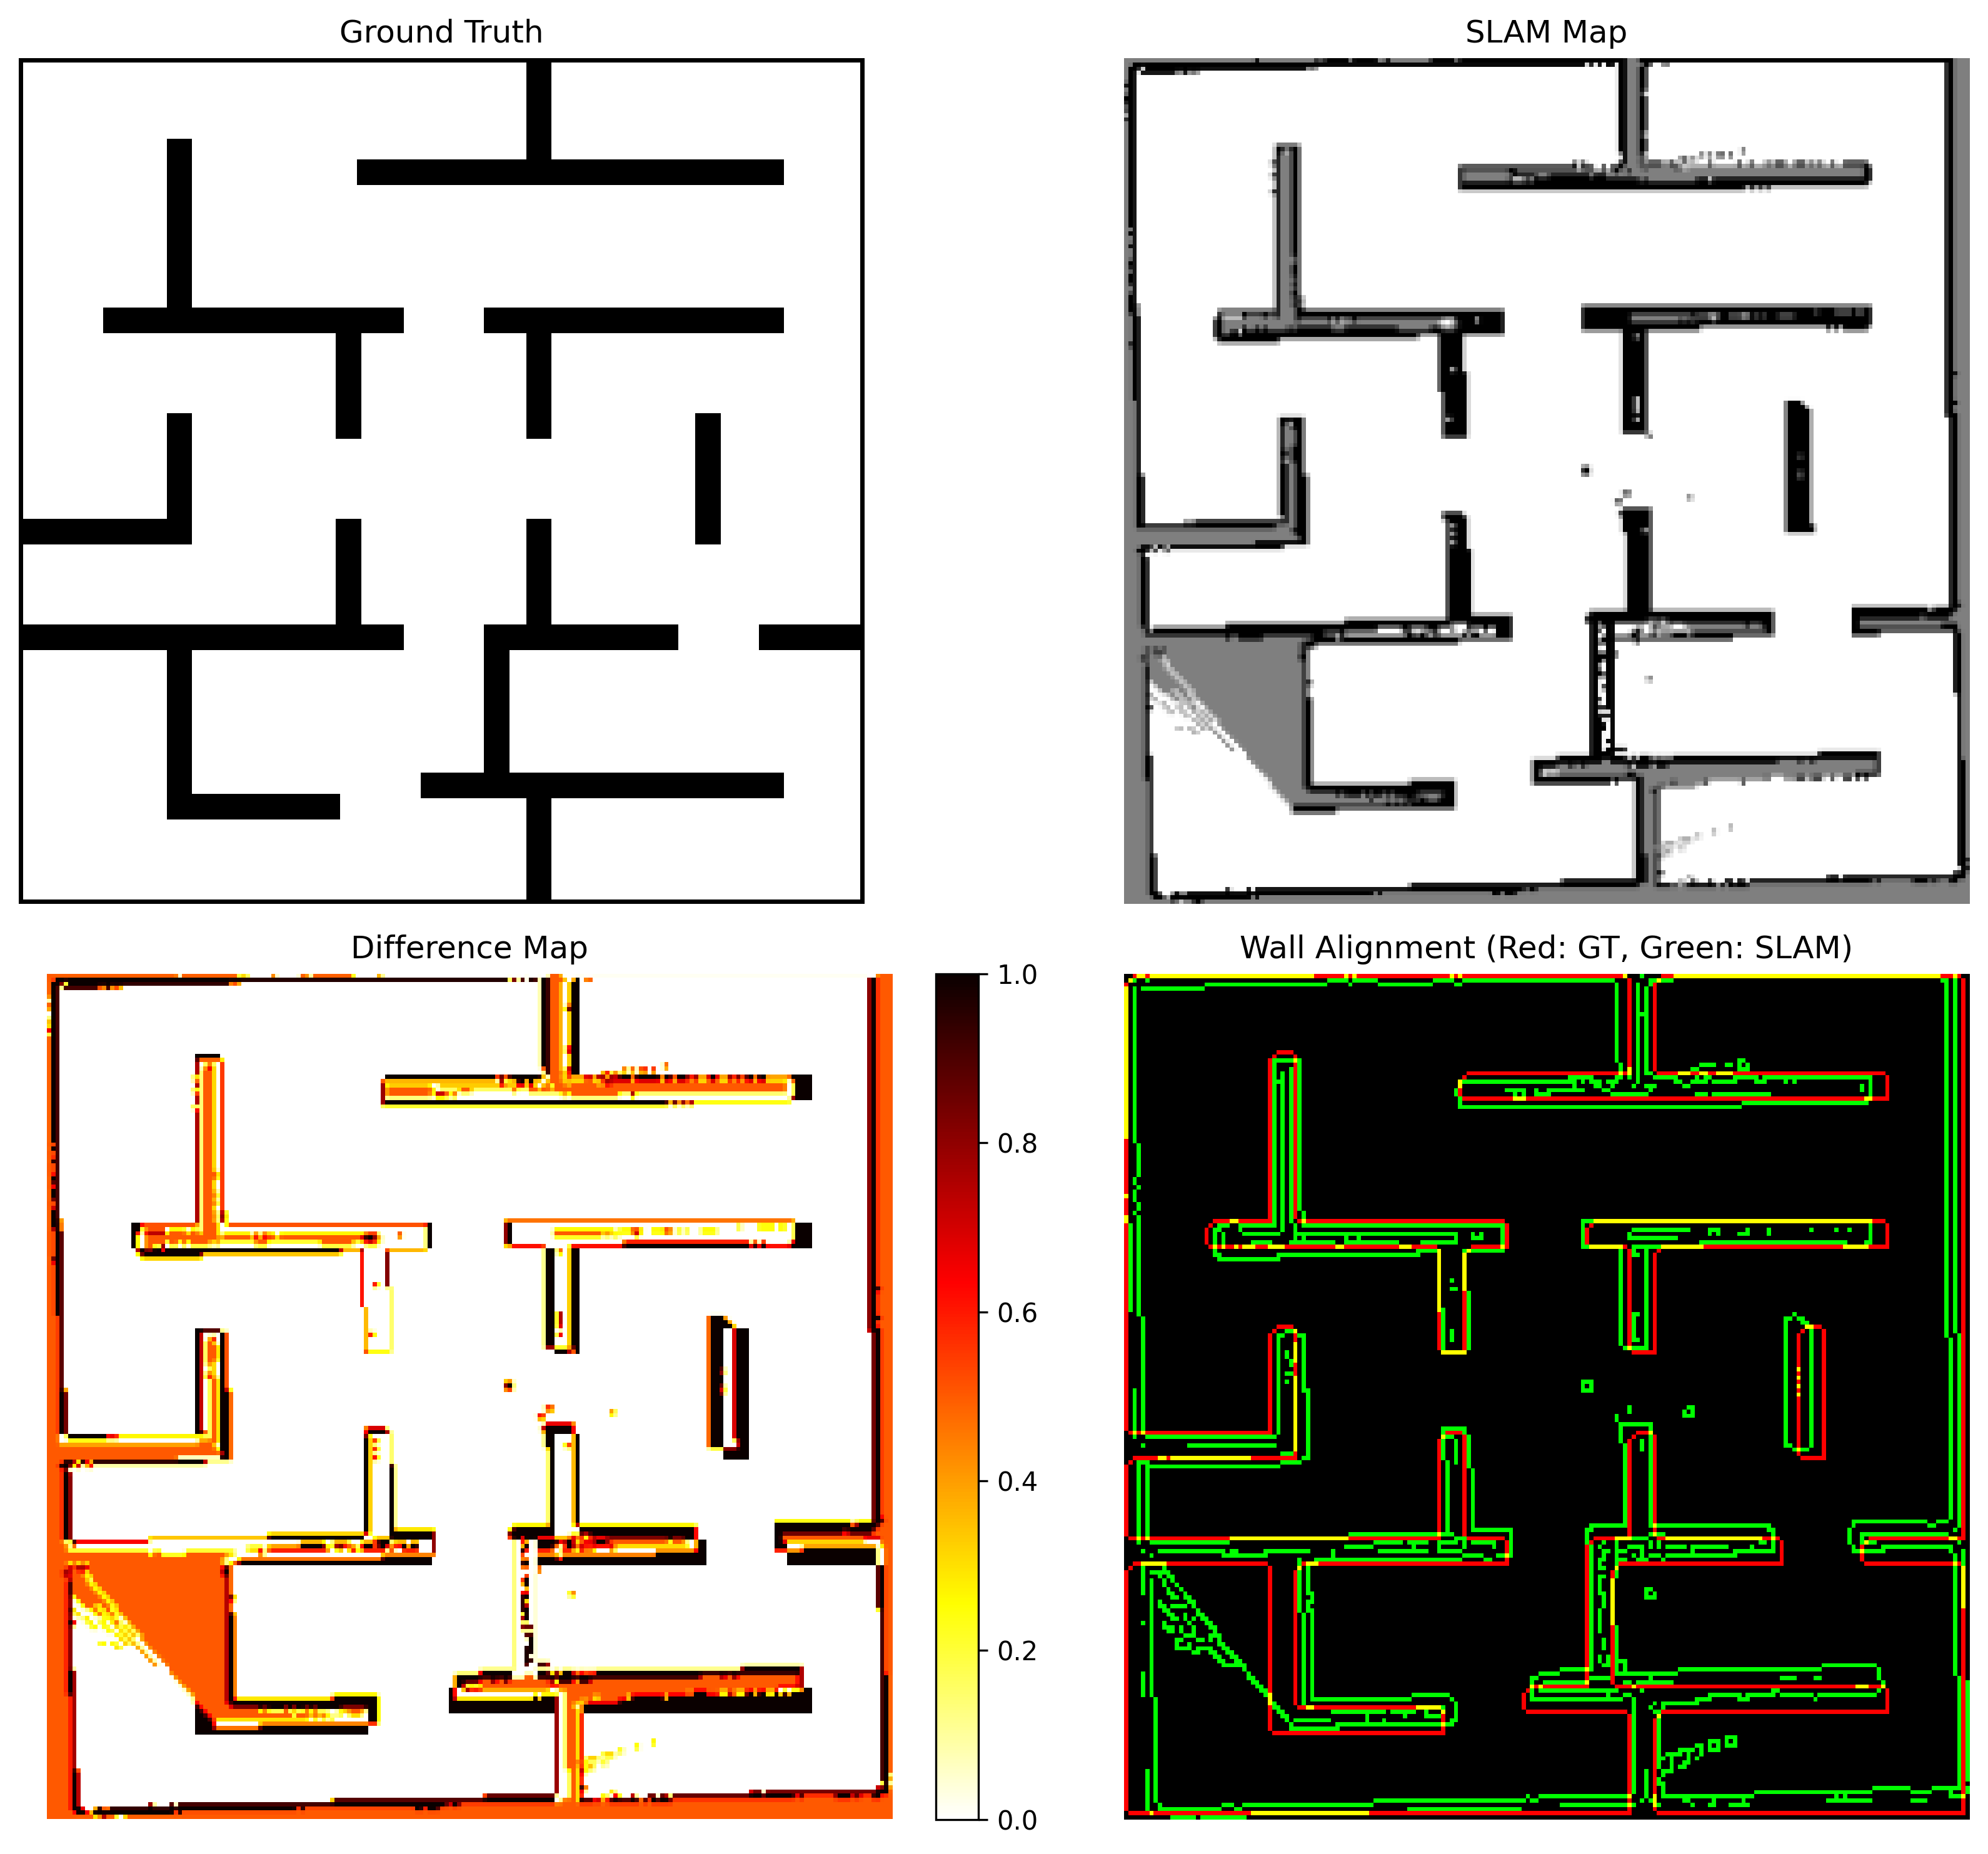 Ground Truth
SLAM Map
Difference Map
Wall Alignment (Red: GT, Green: SLAM)
1.0
0.8
0.6
0.4
0.2
0.0